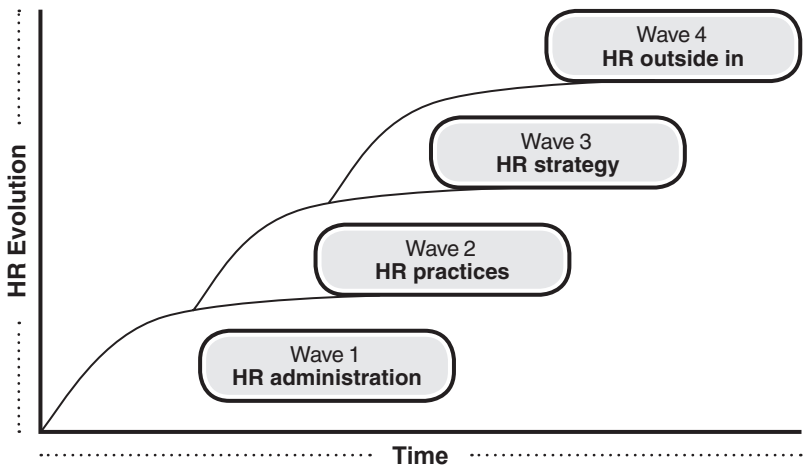 Wave 4
HR outside in
Wave 3
HR strategy
Wave 2
HR practices
Wave 1
HR administration
HR Evolution
Time